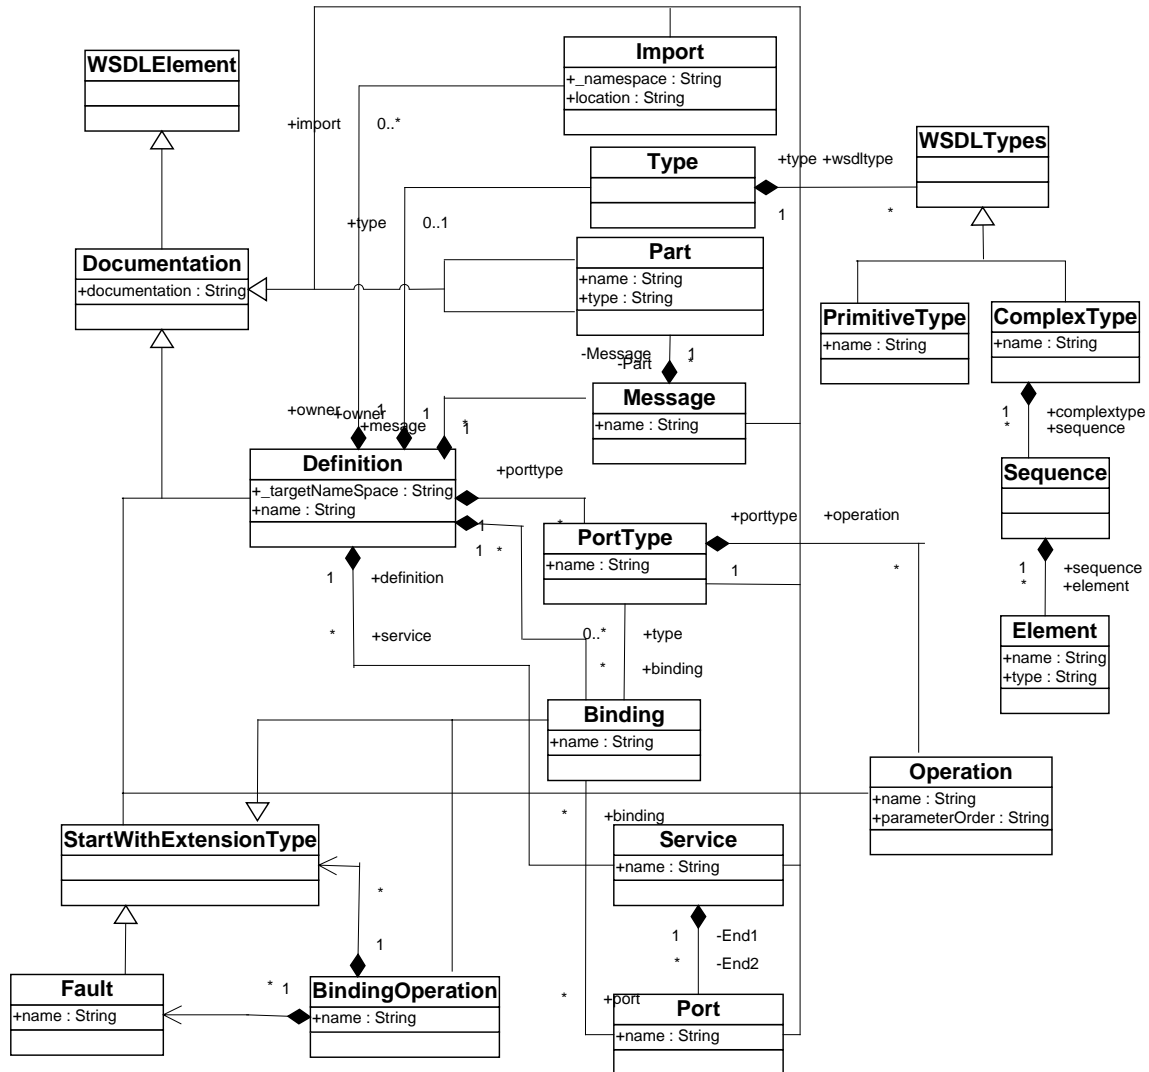 Import
+_namespace : String
+location : String
WSDLElement
+import
0..*
WSDLTypes
Type
+type +wsdltype
1
*
+type
0..1
Part
+name : String
+type : String
Documentation
+documentation : String
PrimitiveType
+name : String
ComplexType
+name : String
-Message
1
-Part
*
Message
+name : String
+owner
1
+owner
1
+mesage
*
1
1
+complextype
*
+sequence
Definition
+_targetNameSpace : String
+name : String
+porttype
1
*
1
*
Sequence
PortType
+name : String
+porttype
+operation
1
*
1
+definition
*
+service
1
+sequence
*
+element
0..*
+type
*
+binding
Element
+name : String
+type : String
Binding
+name : String
Operation
+name : String
+parameterOrder : String
*
+binding
StartWithExtensionType
Service
+name : String
*
1
1
-End1
*
-End2
Fault
+name : String
*
1
BindingOperation
+name : String
*
+port
Port
+name : String